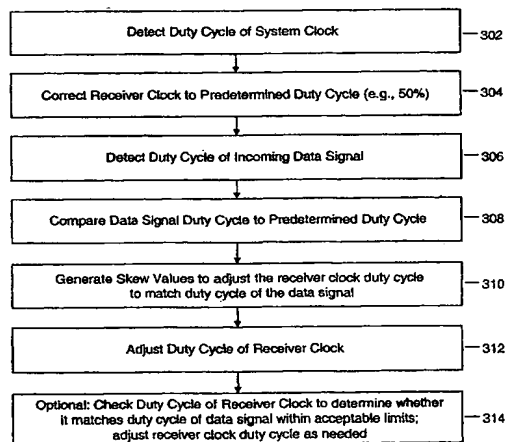 Detect Duty Cycle of System Clock
302
Correct Receiver Clock to Predetermined Duty Cycle (e.g., 50%)
304
Detect Duty Cycle of Incoming Data Signal
306
Compare Data Signal Duty Cycle to Predetermined Duty Cycle
308
Generate Skew Values to adjust the receiver clock duty cycle
to match duty cycle of the data signal
310
Adjust Duty Cycle of Receiver Clock
312
Optional: Check Duty Cycle of Receiver Clock to determine whether
it matches duty cycle of data signal within acceptable limits;
adjust receiver clock duty cycle as needed
314